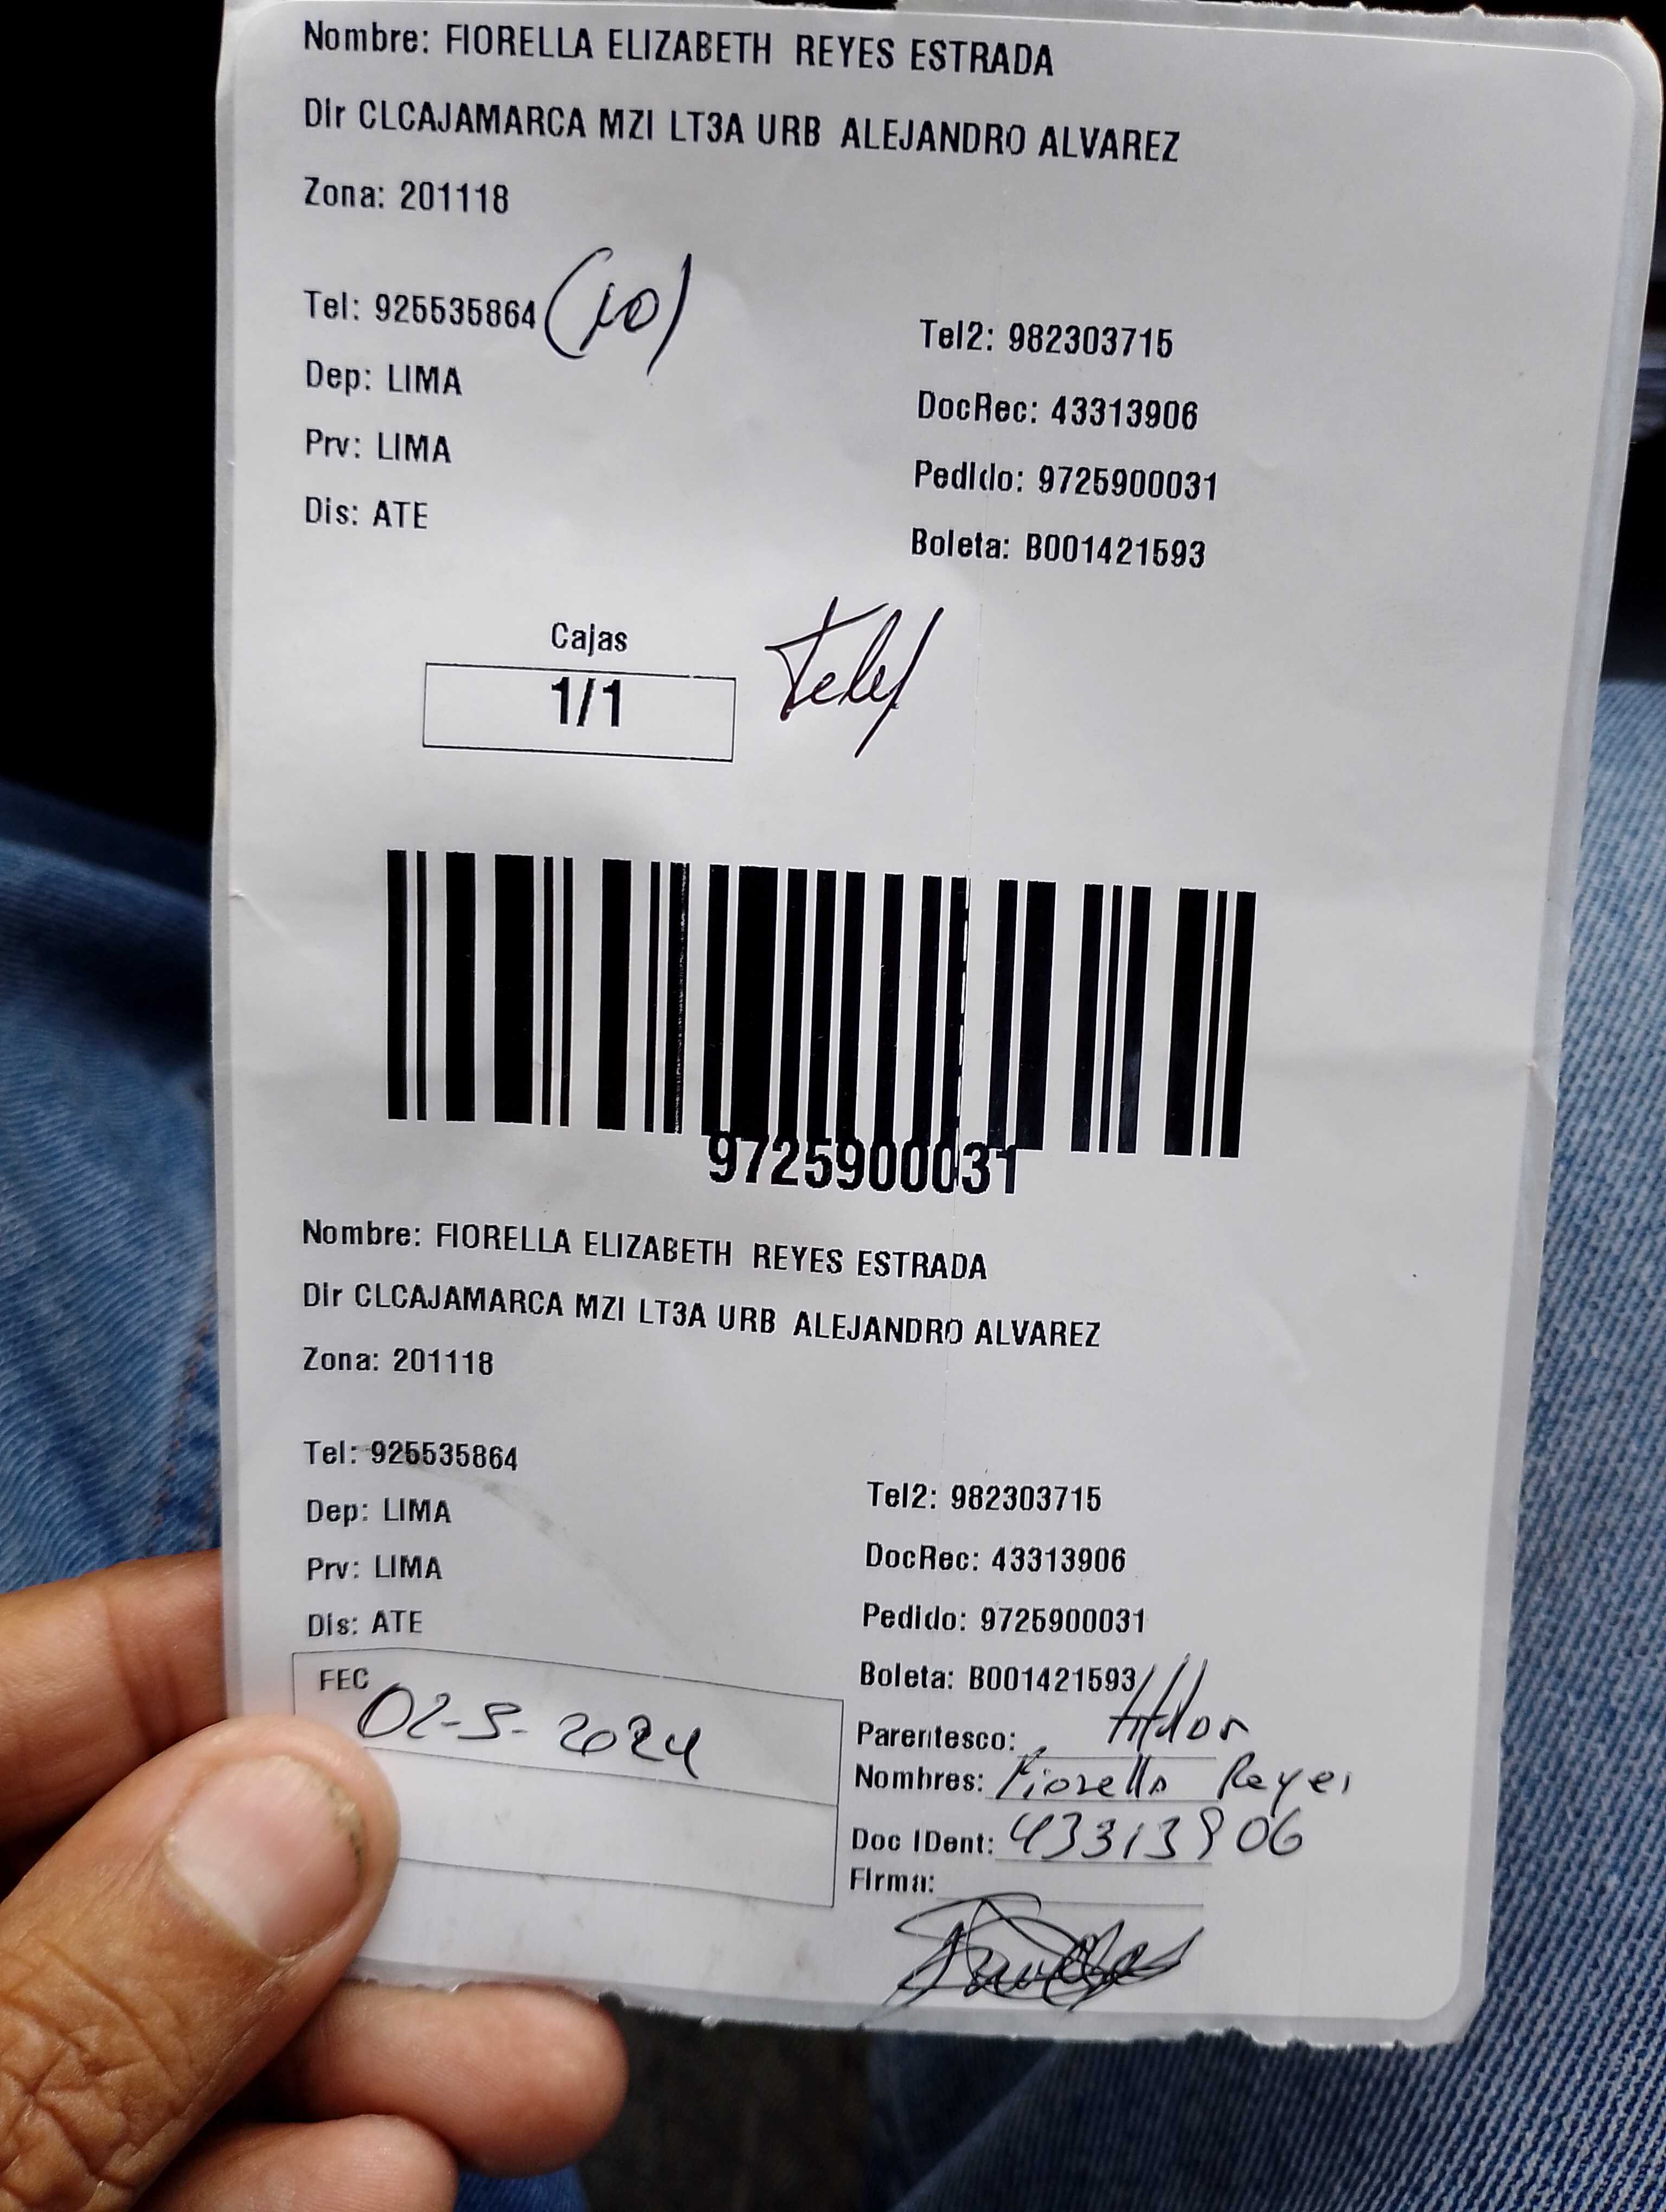 Nombre: FIORELLA ELIZABETH REYES ESTRADA
Dir CLCAJAMARCA MZI LT3A URB ALEJANDRO ALVAREZ
Zona: 201118
Tel: 925535864 (10)
Tel2: 982303715
Dep: LIMA
DocRec: 43313906
Prv: LIMA
Pedido: 9725900031
Dis: ATE
Boleta: B001421593
Cajas
1/1
Telef
9725900031
Nombre: FIORELLA ELIZABETH REYES ESTRADA
Dir CLCAJAMARCA MZI LT3A URB ALEJANDRO ALVAREZ
Zona: 201118
Tel: 925535864
Tel2: 982303715
Dep: LIMA
DocRec: 43313906
Prv: LIMA
Pedido: 9725900031
Dis: ATE
Boleta: B001421593
FEC 02-5-2024
Parentesco:
Nombres: Fiorella Reyes
Doc IDent: 43313906
Firma: